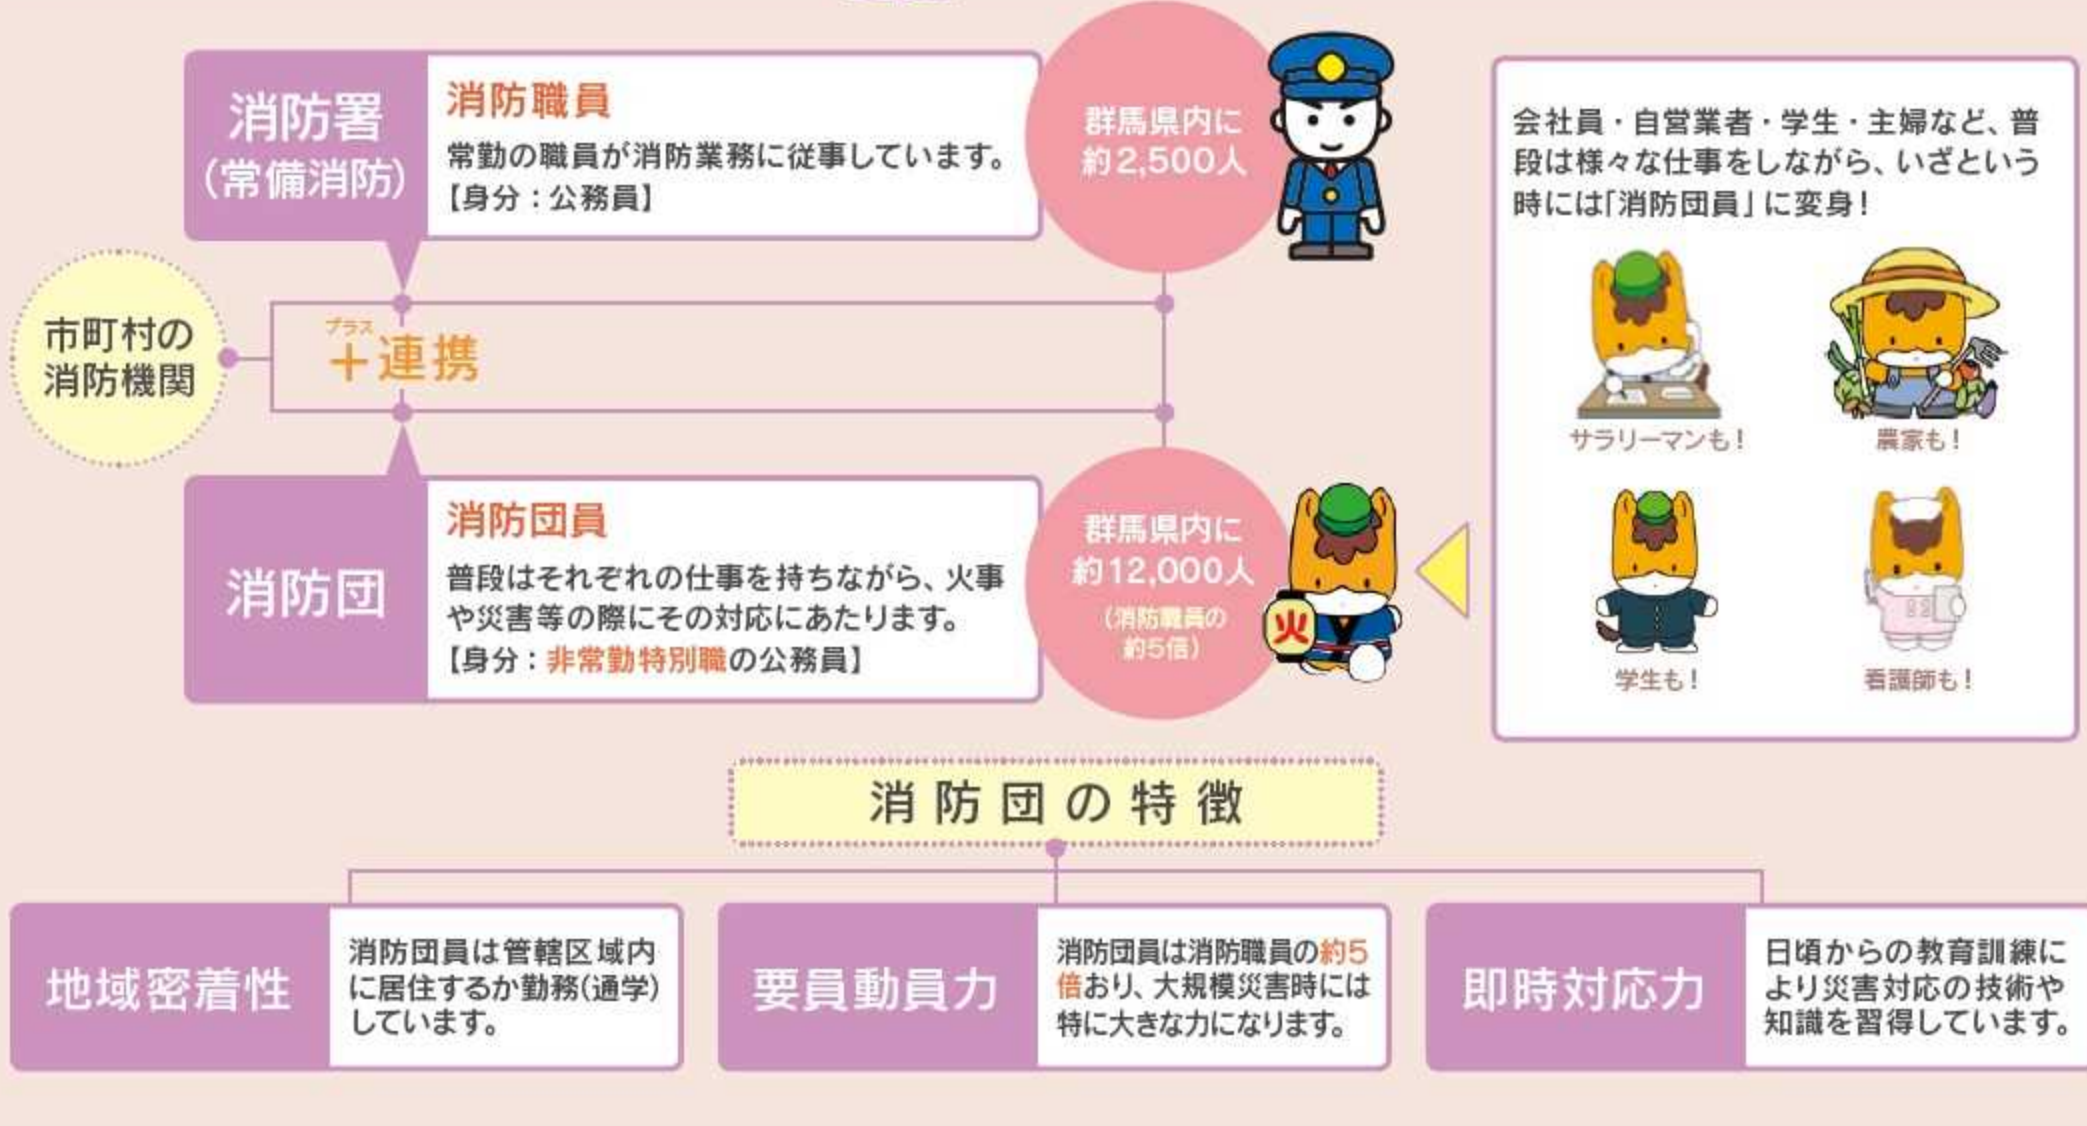 消防署
(常備消防)
消防職員
常勤の職員が消防業務に従事しています。
【身分：公務員】
群馬県内に
約2,500人
会社員・自営業者・学生・主婦など、普
段は様々な仕事をしながら、いざという
時には「消防団員」に変身！
サラリーマンも！
農家も！
学生も！
看護師も！
市町村の
消防機関
プラス
＋連携
消防団
消防団員
普段はそれぞれの仕事を持ちながら、火事
や災害等の際にその対応にあたります。
【身分：非常勤特別職の公務員】
群馬県内に
約12,000人
(消防職員の
約5倍)
火
消防団の特徴
地域密着性
消防団員は管轄区域内
に居住するか勤務(通学)
しています。
要員動員力
消防団員は消防職員の約5
倍おり、大規模災害時には
特に大きな力になります。
即時対応力
日頃からの教育訓練に
より災害対応の技術や
知識を習得しています。